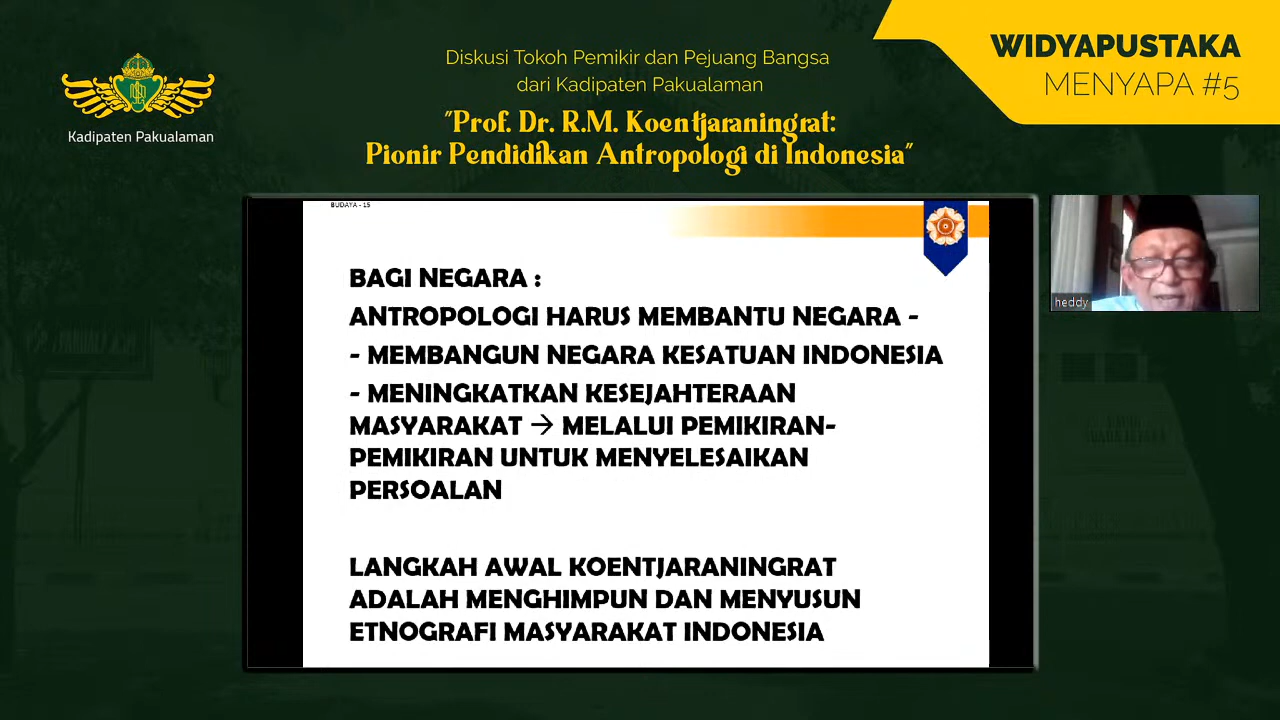 WIDYAPUSTAKA
MENYAPA #5
Diskusi Tokoh Pemikir dan Pejuang Bangsa
dari Kadipaten Pakualaman
"Prof. Dr. R.M. Koentjaraningrat:
Pionir Pendidikan Antropologi di Indonesia"
Kadipaten Pakualaman
BUDAYA - 15
BAGI NEGARA :
ANTROPOLOGI HARUS MEMBANTU NEGARA -
- MEMBANGUN NEGARA KESATUAN INDONESIA
- MENINGKATKAN KESEJAHTERAAN
MASYARAKAT → MELALUI PEMIKIRAN-
PEMIKIRAN UNTUK MENYELESAIKAN
PERSOALAN
LANGKAH AWAL KOENTJARANINGRAT
ADALAH MENGHIMPUN DAN MENYUSUN
ETNOGRAFI MASYARAKAT INDONESIA
heddy